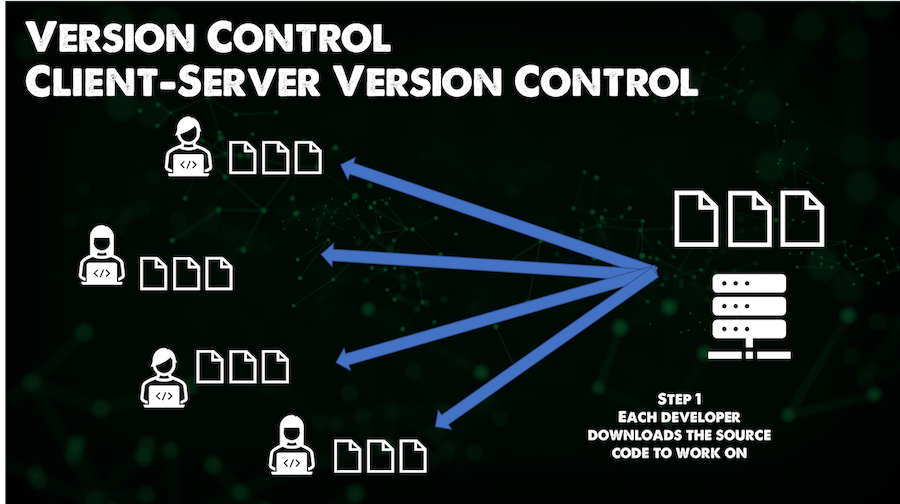 Version Control
Client-Server Version Control
</>
</>
</>
</>
Step 1
Each developer
downloads the source
code to work on